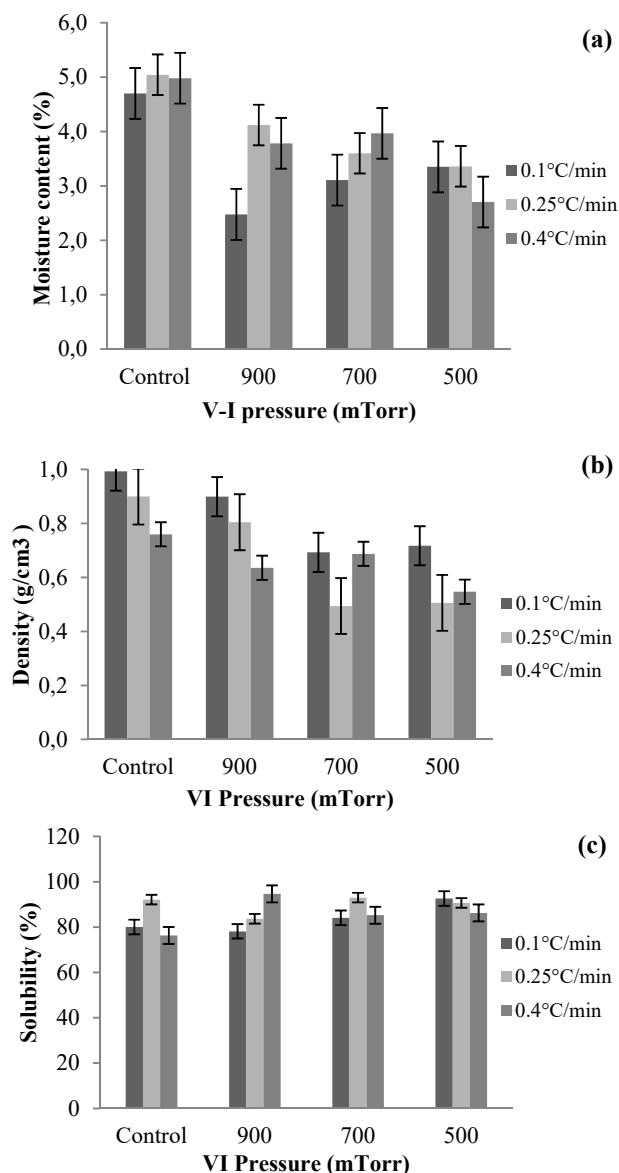 (a)
6,0
5,0
4,0
3,0
2,0
1,0
0,0
Moisture content (%)
Control 900 700 500
V-I pressure (mTorr)
0.1°C/min
0.25°C/min
0.4°C/min
(b)
1,0
0,8
0,6
0,4
0,2
0,0
Density (g/cm3 )
Control 900 700 500
VI Pressure (mTorr)
0.1°C/min
0.25°C/min
0.4°C/min
(c)
120
100
80
60
40
20
0
Solubility (%)
Control 900 700 500
VI Pressure (mTorr)
0.1°C/min
0.25°C/min
0.4°C/min